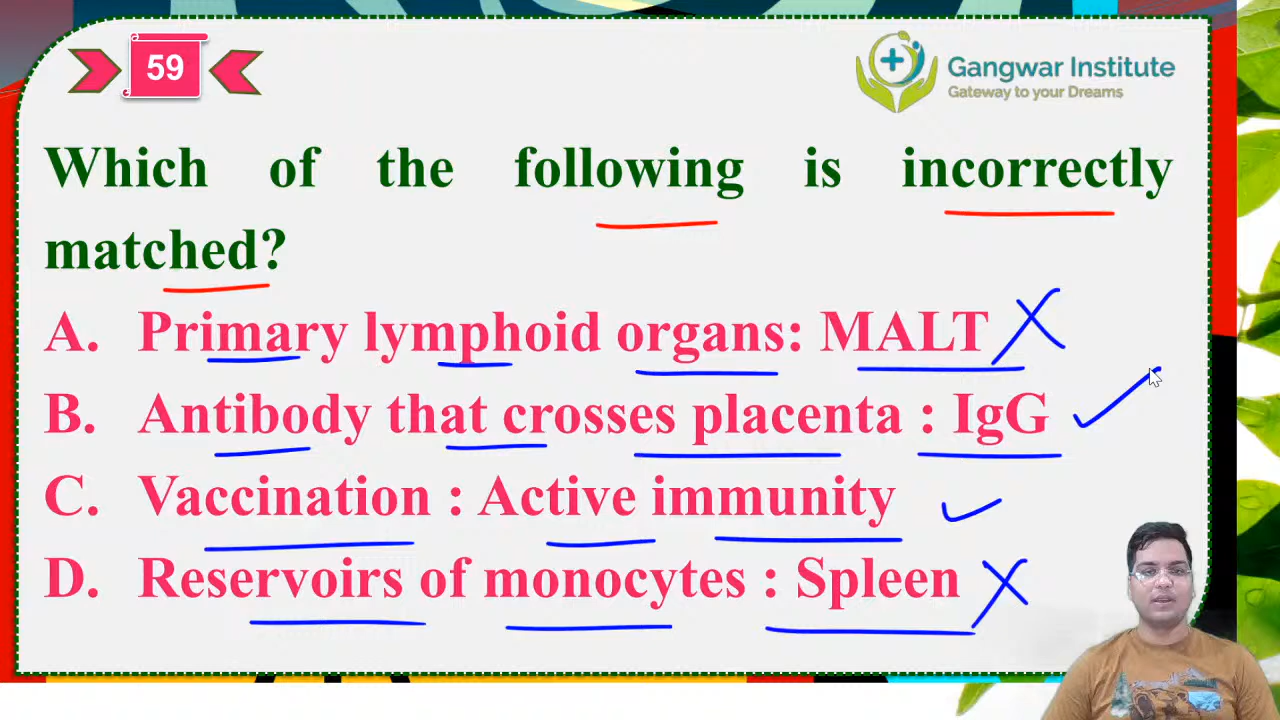 59
Gangwar Institute
Gateway to your Dreams
Which of the following is incorrectly
matched?
A. Primary lymphoid organs: MALT
B. Antibody that crosses placenta : IgG
C. Vaccination : Active immunity
D. Reservoirs of monocytes : Spleen